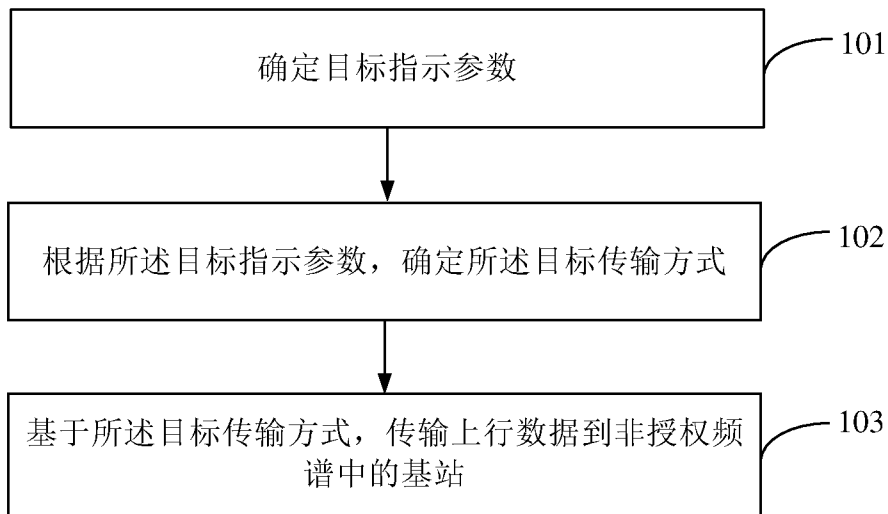 确定目标指示参数
101
根据所述目标指示参数，确定所述目标传输方式
102
基于所述目标传输方式，传输上行数据到非授权频
谱中的基站
103